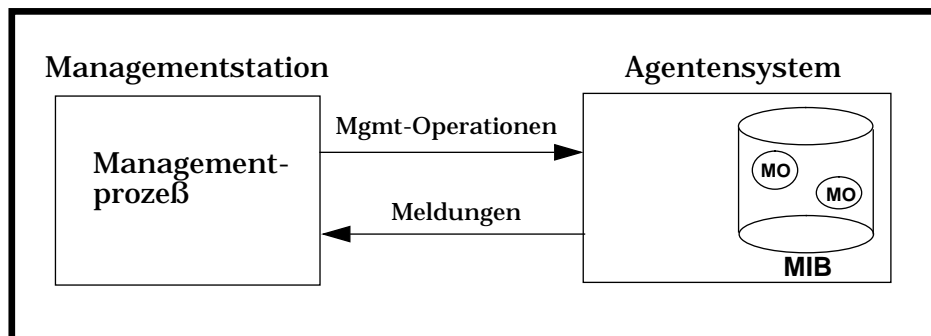 Managementstation
Agentensystem
Management-
prozeß
Mgmt-Operationen
Meldungen
MO
MO
MIB